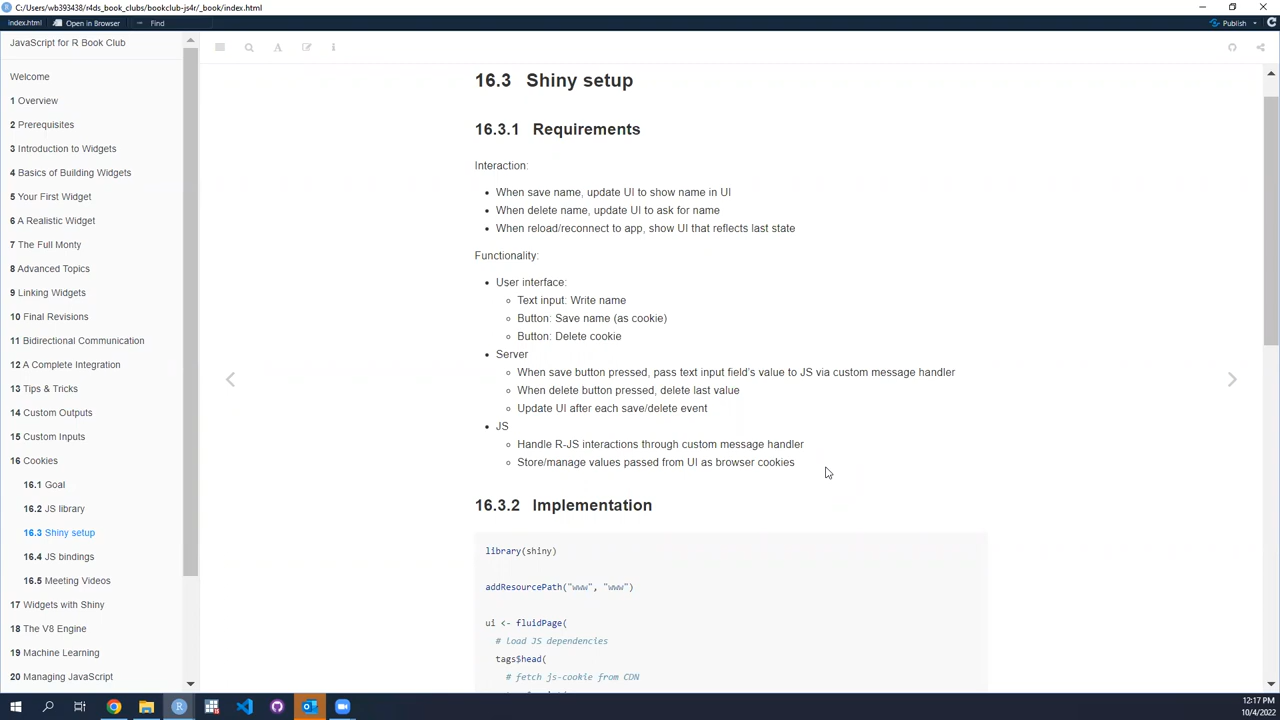 C:/Users/wb393438/r4ds_book_clubs/bookclub-js4r/_book/index.html
index.html
Open in Browser
Find
Publish
JavaScript for R Book Club
Welcome
1 Overview
2 Prerequisites
3 Introduction to Widgets
4 Basics of Building Widgets
5 Your First Widget
6 A Realistic Widget
7 The Full Monty
8 Advanced Topics
9 Linking Widgets
10 Final Revisions
11 Bidirectional Communication
12 A Complete Integration
13 Tips & Tricks
14 Custom Outputs
15 Custom Inputs
16 Cookies
16.1 Goal
16.2 JS library
16.3 Shiny setup
16.4 JS bindings
16.5 Meeting Videos
17 Widgets with Shiny
18 The V8 Engine
19 Machine Learning
20 Managing JavaScript
16.3 Shiny setup
16.3.1 Requirements
Interaction:
• When save name, update UI to show name in UI
• When delete name, update UI to ask for name
• When reload/reconnect to app, show UI that reflects last state
Functionality:
• User interface:
◦ Text input: Write name
◦ Button: Save name (as cookie)
◦ Button: Delete cookie
• Server
◦ When save button pressed, pass text input field's value to JS via custom message handler
◦ When delete button pressed, delete last value
◦ Update UI after each save/delete event
• JS
◦ Handle R-JS interactions through custom message handler
◦ Store/manage values passed from UI as browser cookies
16.3.2 Implementation
library(shiny)
addResourcePath("www", "www")
ui <- fluidPage(
# load JS dependencies
tags$head(
# fetch js-cookie from CDN
12:17 PM
10/4/2022